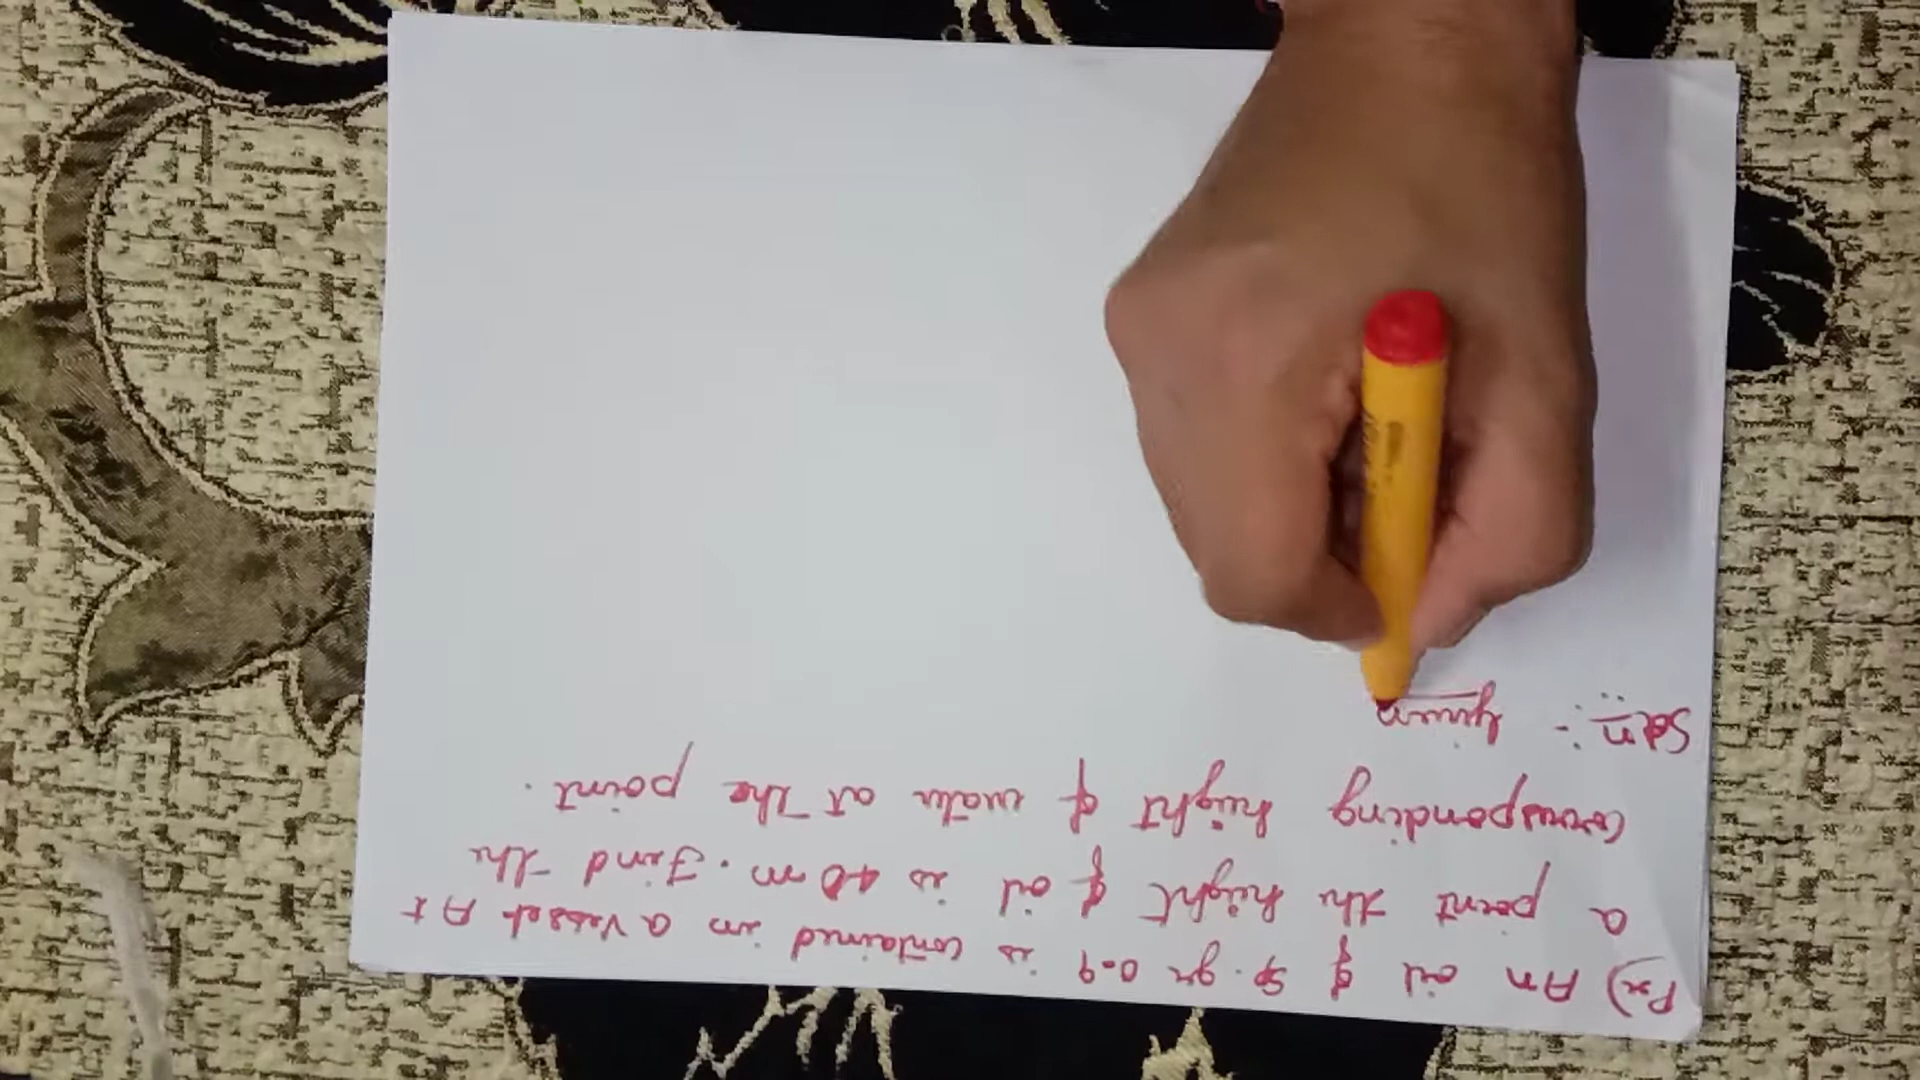 Px) An oil of Sp. gr 0.9 is contained in a vessel At
a point the height of oil is 40 m. Find the
corresponding height of water at the point.
Soln :- given